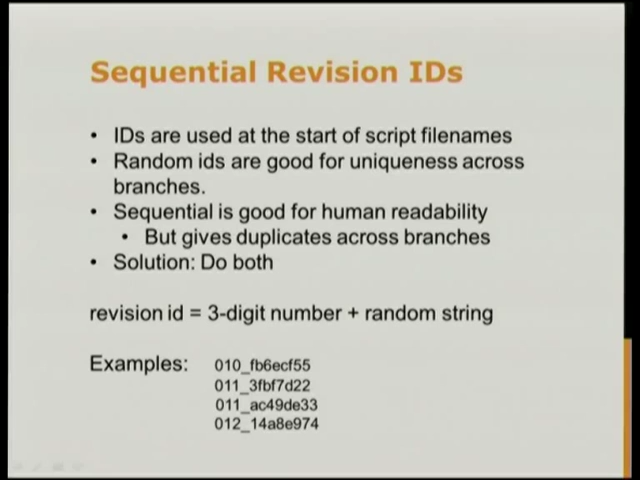 Sequential Revision IDs
• IDs are used at the start of script filenames
• Random ids are good for uniqueness across
branches.
• Sequential is good for human readability
• But gives duplicates across branches
• Solution: Do both
revision id = 3-digit number + random string
Examples: 010_fb6ecf55
011_3fbf7d22
011_ac49de33
012_14a8e974